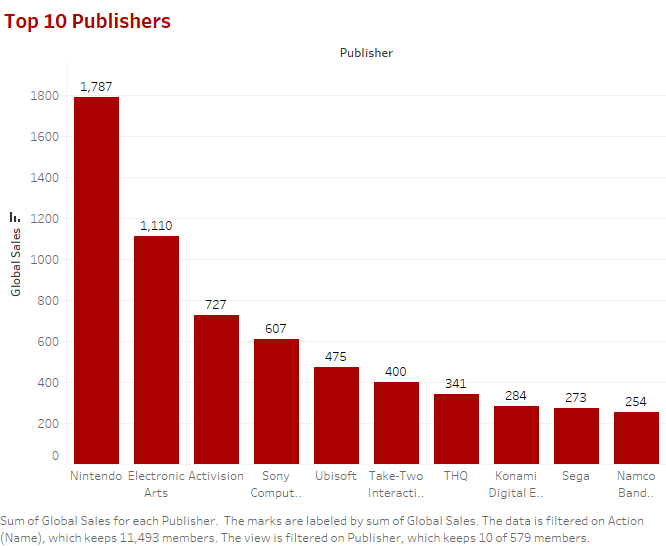 Top 10 Publishers
Publisher
1,787
1,110
727
607
475
400
341
284
273
254
1800
1600
1400
1200
1000
800
600
400
200
0
Global Sales
Nintendo
Electronic
Arts
Activision
Sony
Comput..
Ubisoft
Take-Two
Interacti..
THQ
Konami
Digital E..
Sega
Namco
Band..
Sum of Global Sales for each Publisher.  The marks are labeled by sum of Global Sales. The data is filtered on Action
(Name), which keeps 11,493 members. The view is filtered on Publisher, which keeps 10 of 579 members.